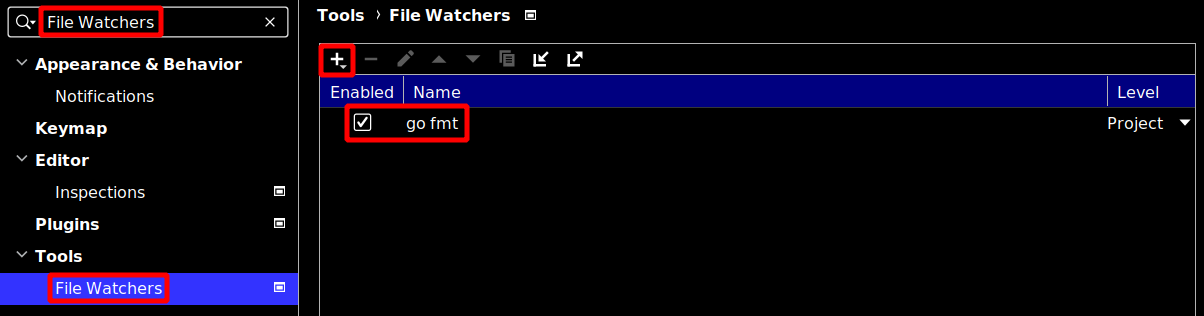 File Watchers
Appearance & Behavior
Notifications
Keymap
Editor
Inspections
Plugins
Tools
File Watchers
Tools › File Watchers
Enabled Name Level
go fmt Project